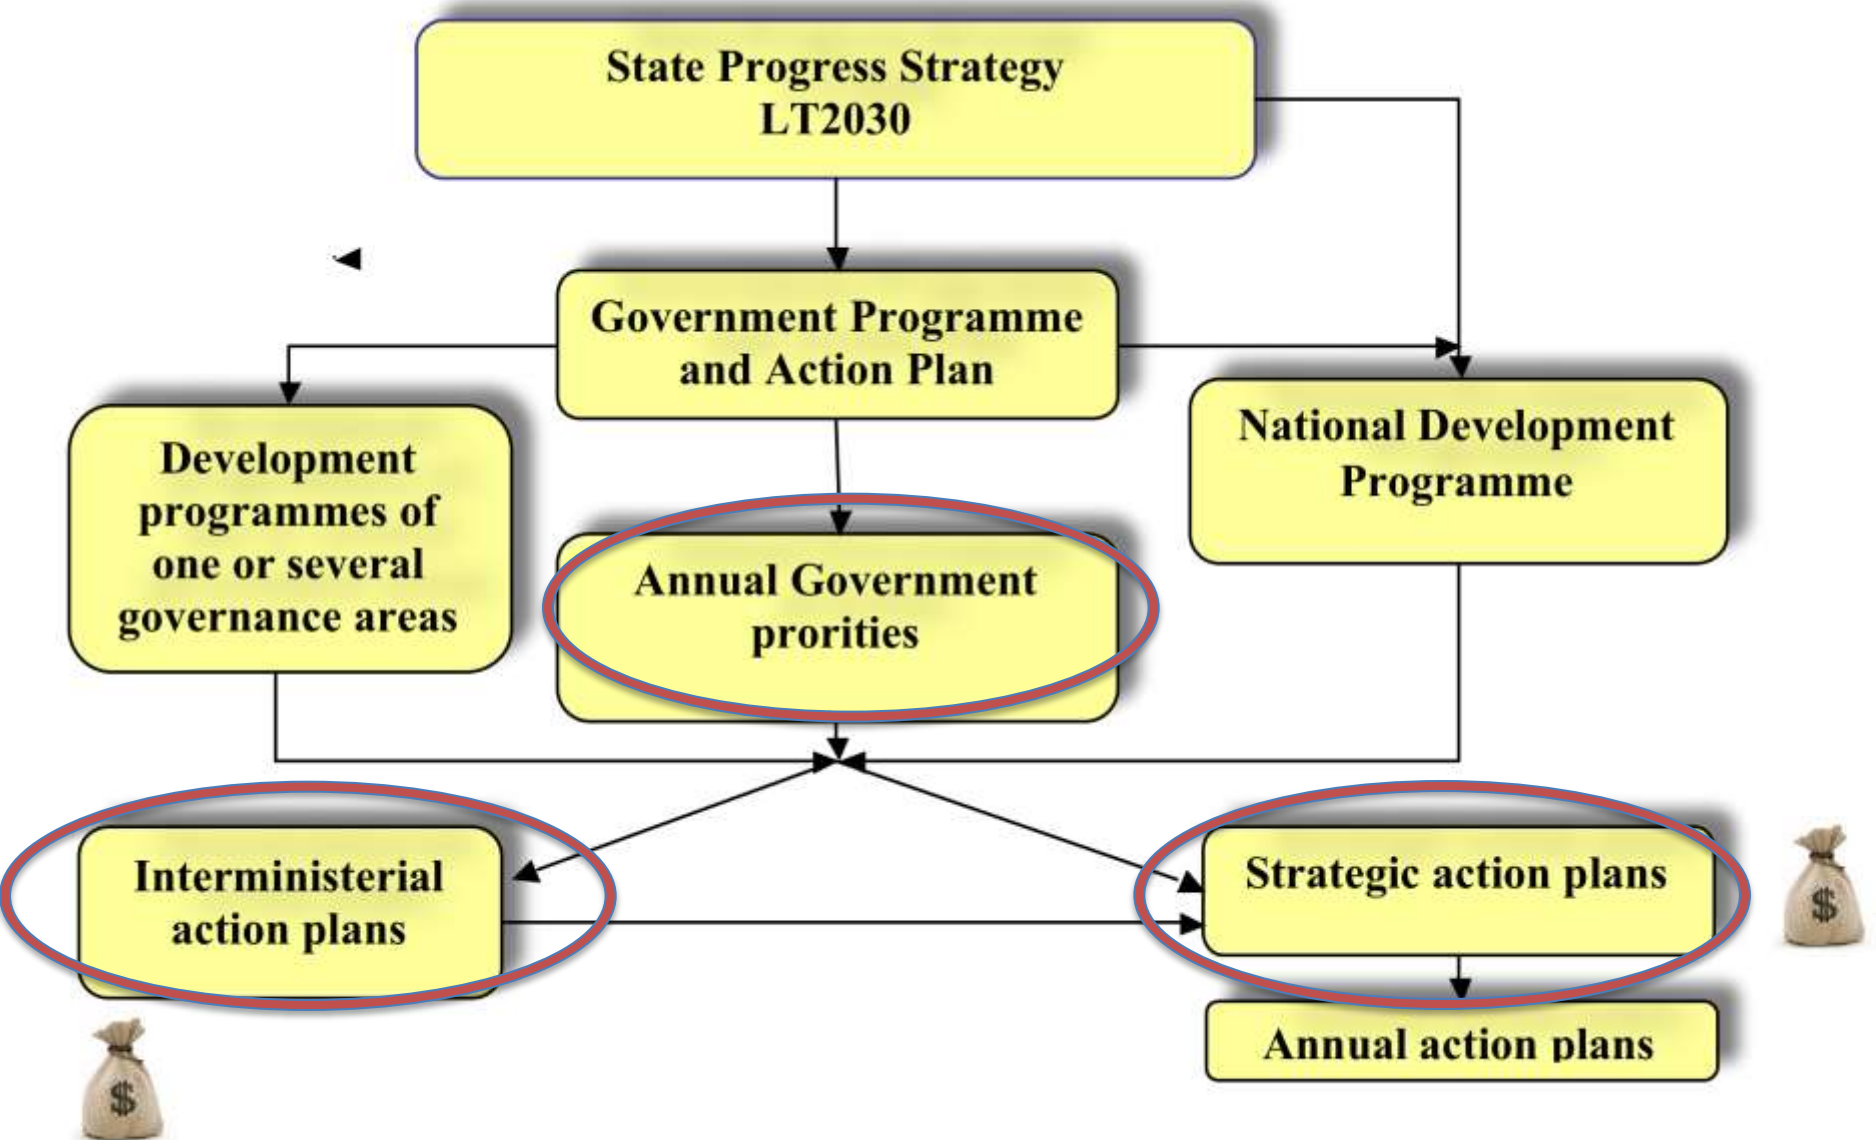 State Progress Strategy
LT2030
Government Programme
and Action Plan
Development
programmes of
one or several
governance areas
Annual Government
prorities
National Development
Programme
Interministerial
action plans
Strategic action plans
$
Annual action plans
$